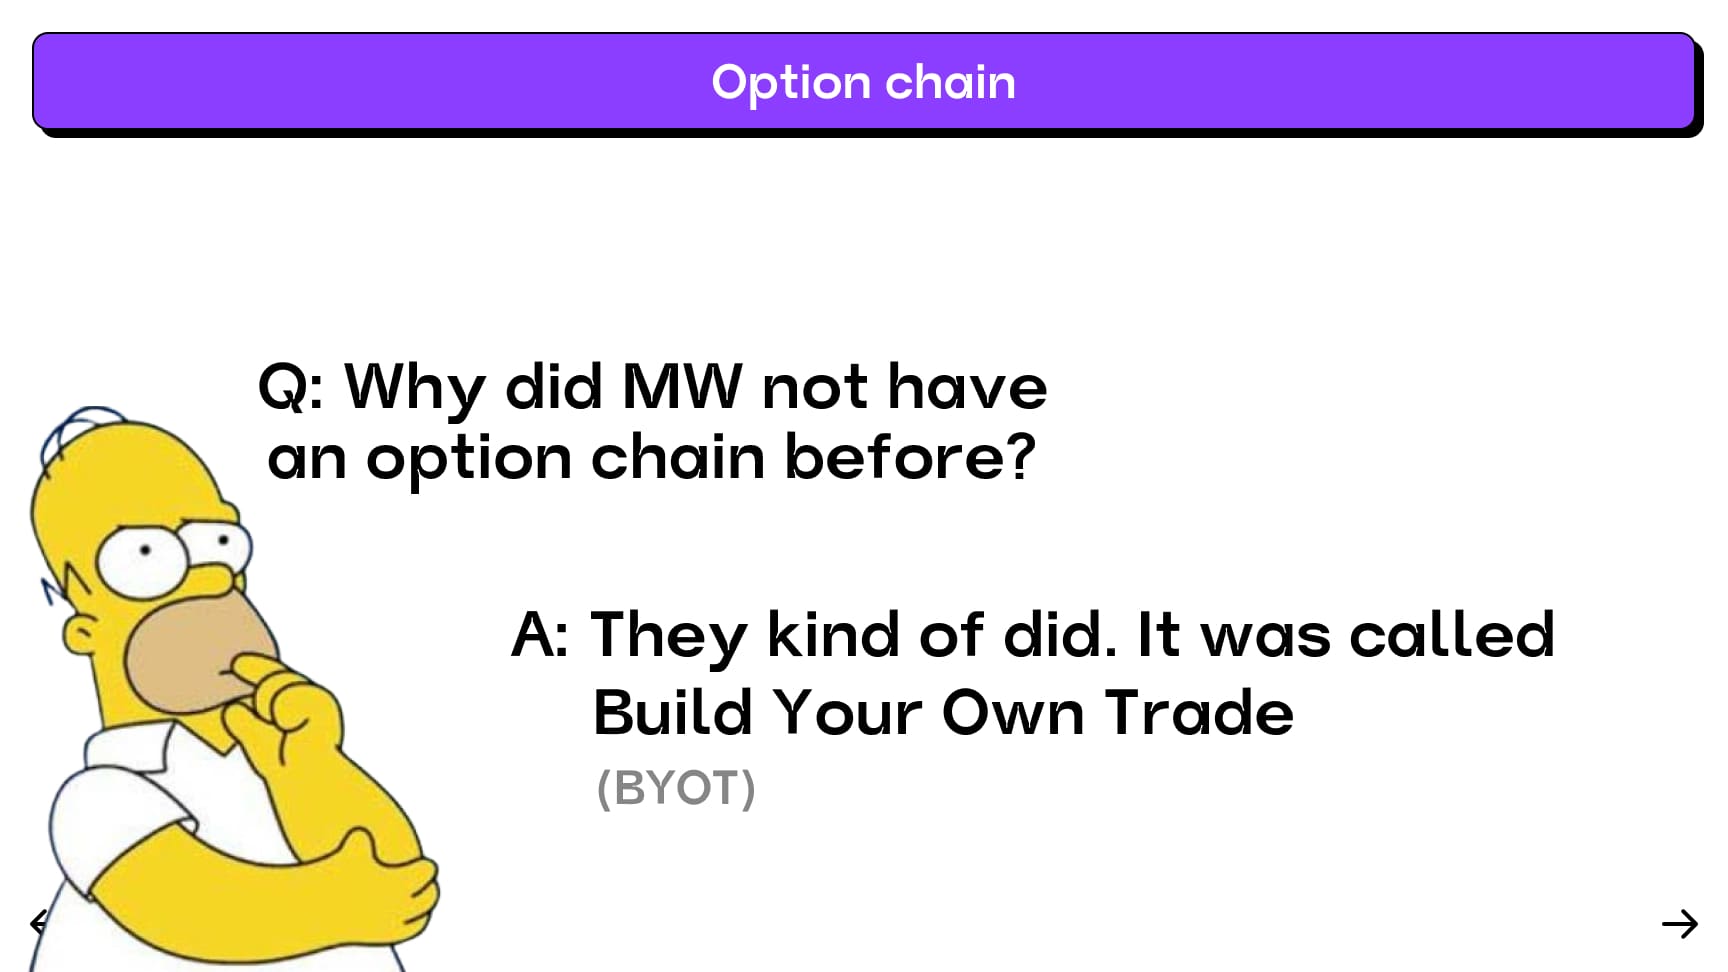 Option chain
Q: Why did MW not have
an option chain before?
A: They kind of did. It was called
Build Your Own Trade
(BYOT)